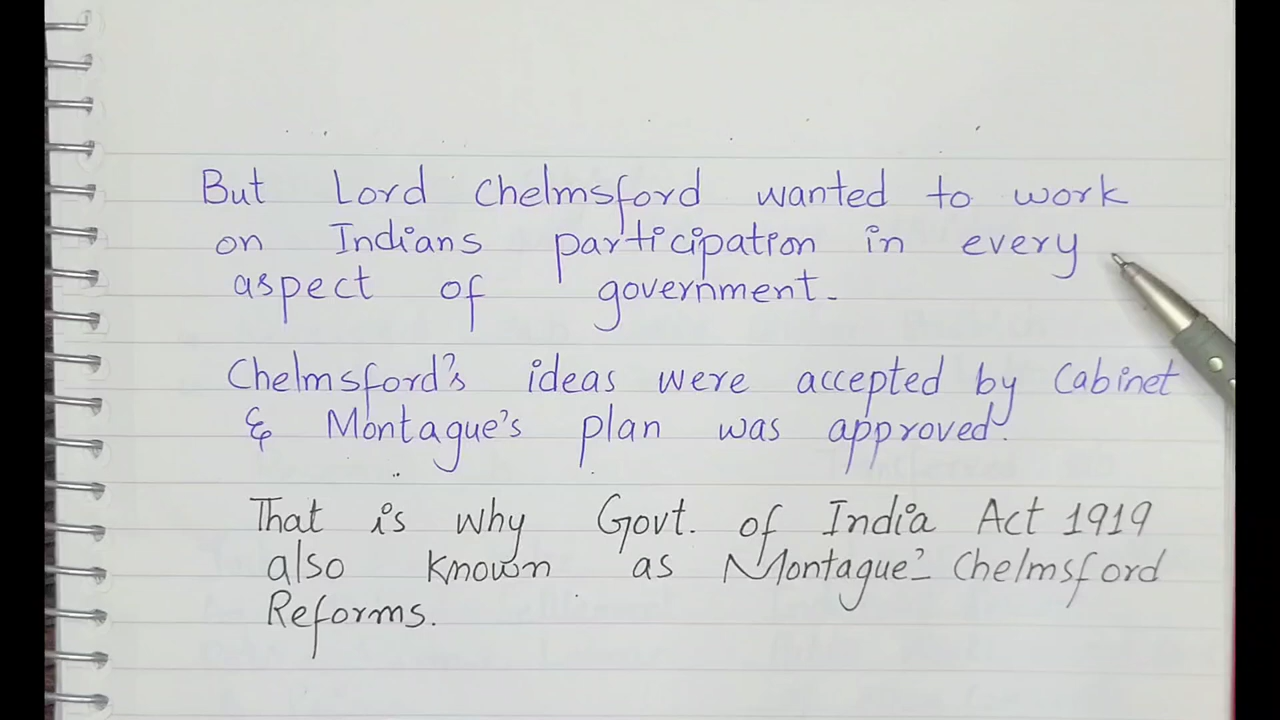 But Lord Chelmsford wanted to work
on Indians participation in every
aspect of government.
Chelmsford's ideas were accepted by Cabinet
& Montague's plan was approved.
That is why Govt. of India Act 1919
also known as Montague'- Chelmsford
Reforms.